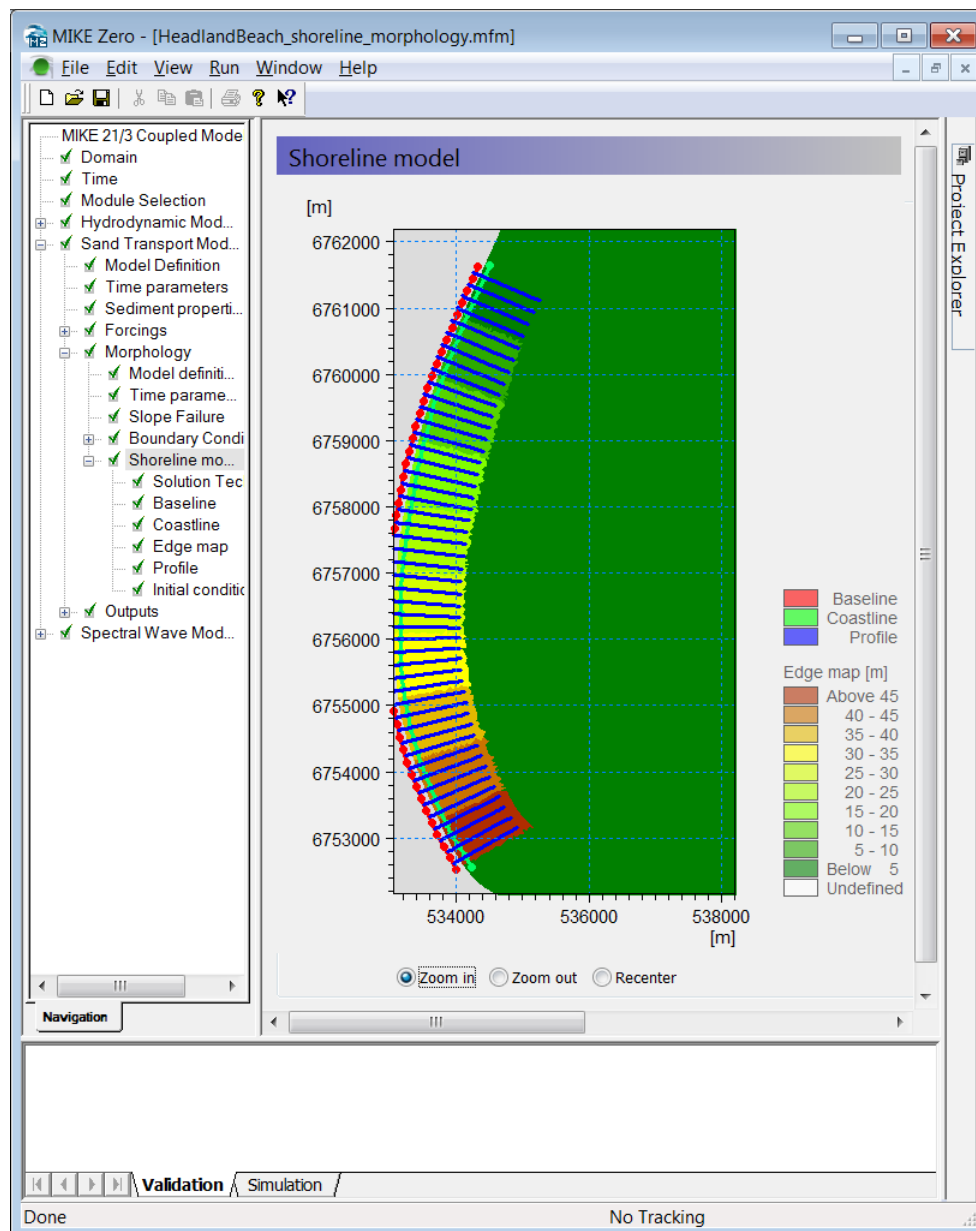 MIKE Zero - [HeadlandBeach_shoreline_morphology.mfm]
File Edit View Run Window Help
MIKE 21/3 Coupled Mode
Domain
Time
Module Selection
Hydrodynamic Mod...
Sand Transport Mod...
Model Definition
Time parameters
Sediment properti...
Forcings
Morphology
Model definiti...
Time parame...
Slope Failure
Boundary Condi
Shoreline mo...
Solution Tec
Baseline
Coastline
Edge map
Profile
Initial conditic
Outputs
Spectral Wave Mod...
Navigation
Shoreline model
[m]
6762000
6761000
6760000
6759000
6758000
6757000
6756000
6755000
6754000
6753000
534000 536000 538000
[m]
Baseline
Coastline
Profile
Edge map [m]
Above 45
40 - 45
35 - 40
30 - 35
25 - 30
20 - 25
15 - 20
10 - 15
5 - 10
Below 5
Undefined
Zoom in Zoom out Recenter
Project Explorer
Validation Simulation
Done No Tracking